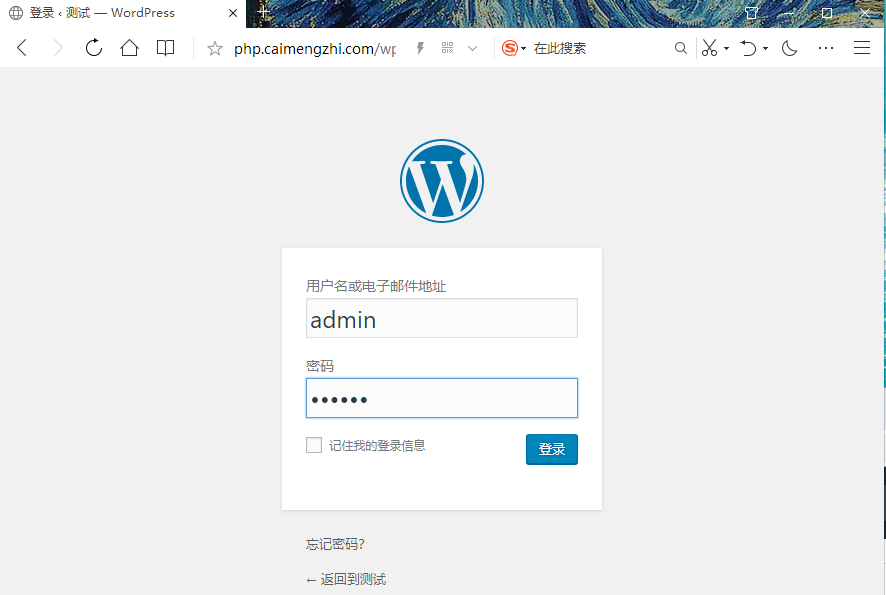 登录 ‹ 测试 — WordPress
php.caimengzhi.com/wp
在此搜索
用户名或电子邮件地址
admin
密码
••••••
记住我的登录信息
登录
忘记密码?
← 返回到测试